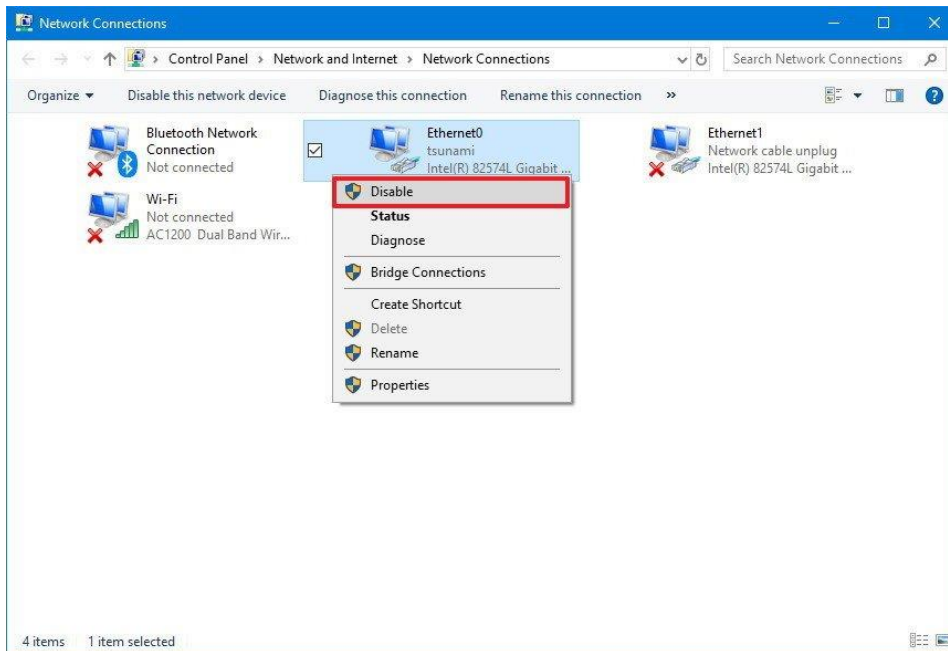 Network Connections
Control Panel > Network and Internet > Network Connections
Search Network Connections
Organize
Disable this network device
Diagnose this connection
Rename this connection
»
Bluetooth Network
Connection
Not connected
Ethernet0
tsunami
Intel(R) 82574L Gigabit ...
Ethernet1
Network cable unplug
Intel(R) 82574L Gigabit ...
Wi-Fi
Not connected
AC1200 Dual Band Wir...
Disable
Status
Diagnose
Bridge Connections
Create Shortcut
Delete
Rename
Properties
4 items 1 item selected